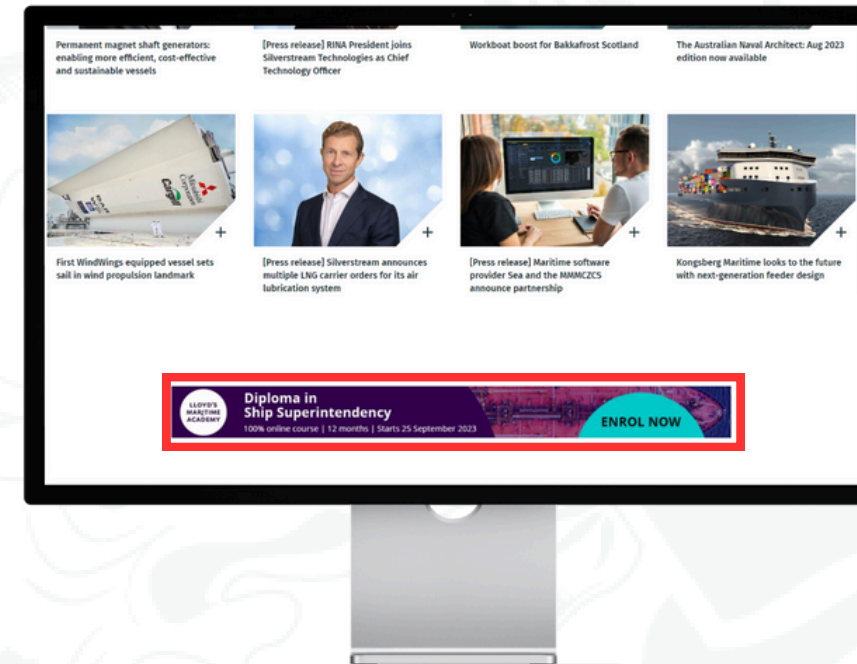 Permanent magnet shaft generators:
enabling more efficient, cost-effective
and sustainable vessels
[Press release] RINA President joins
Silverstream Technologies as Chief
Technology Officer
Workboat boost for Bakkafrost Scotland
The Australian Naval Architect: Aug 2023
edition now available
Cargill
Mitsubishi
Corporation
BAR
+
+
+
+
First WindWings equipped vessel sets
sail in wind propulsion landmark
[Press release] Silverstream announces
multiple LNG carrier orders for its air
lubrication system
[Press release] Maritime software
provider Sea and the MMMCZCS
announce partnership
Kongsberg Maritime looks to the future
with next-generation feeder design
LLOYD'S
MARITIME
ACADEMY
Diploma in
Ship Superintendency
100% online course | 12 months | Starts 25 September 2023
ENROL NOW